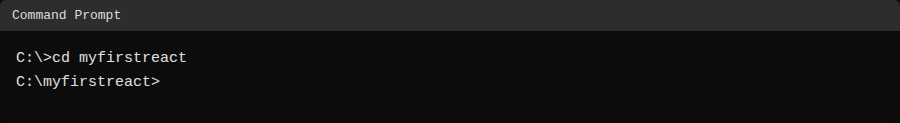 Command Prompt
C:\>cd myfirstreact
C:\myfirstreact>